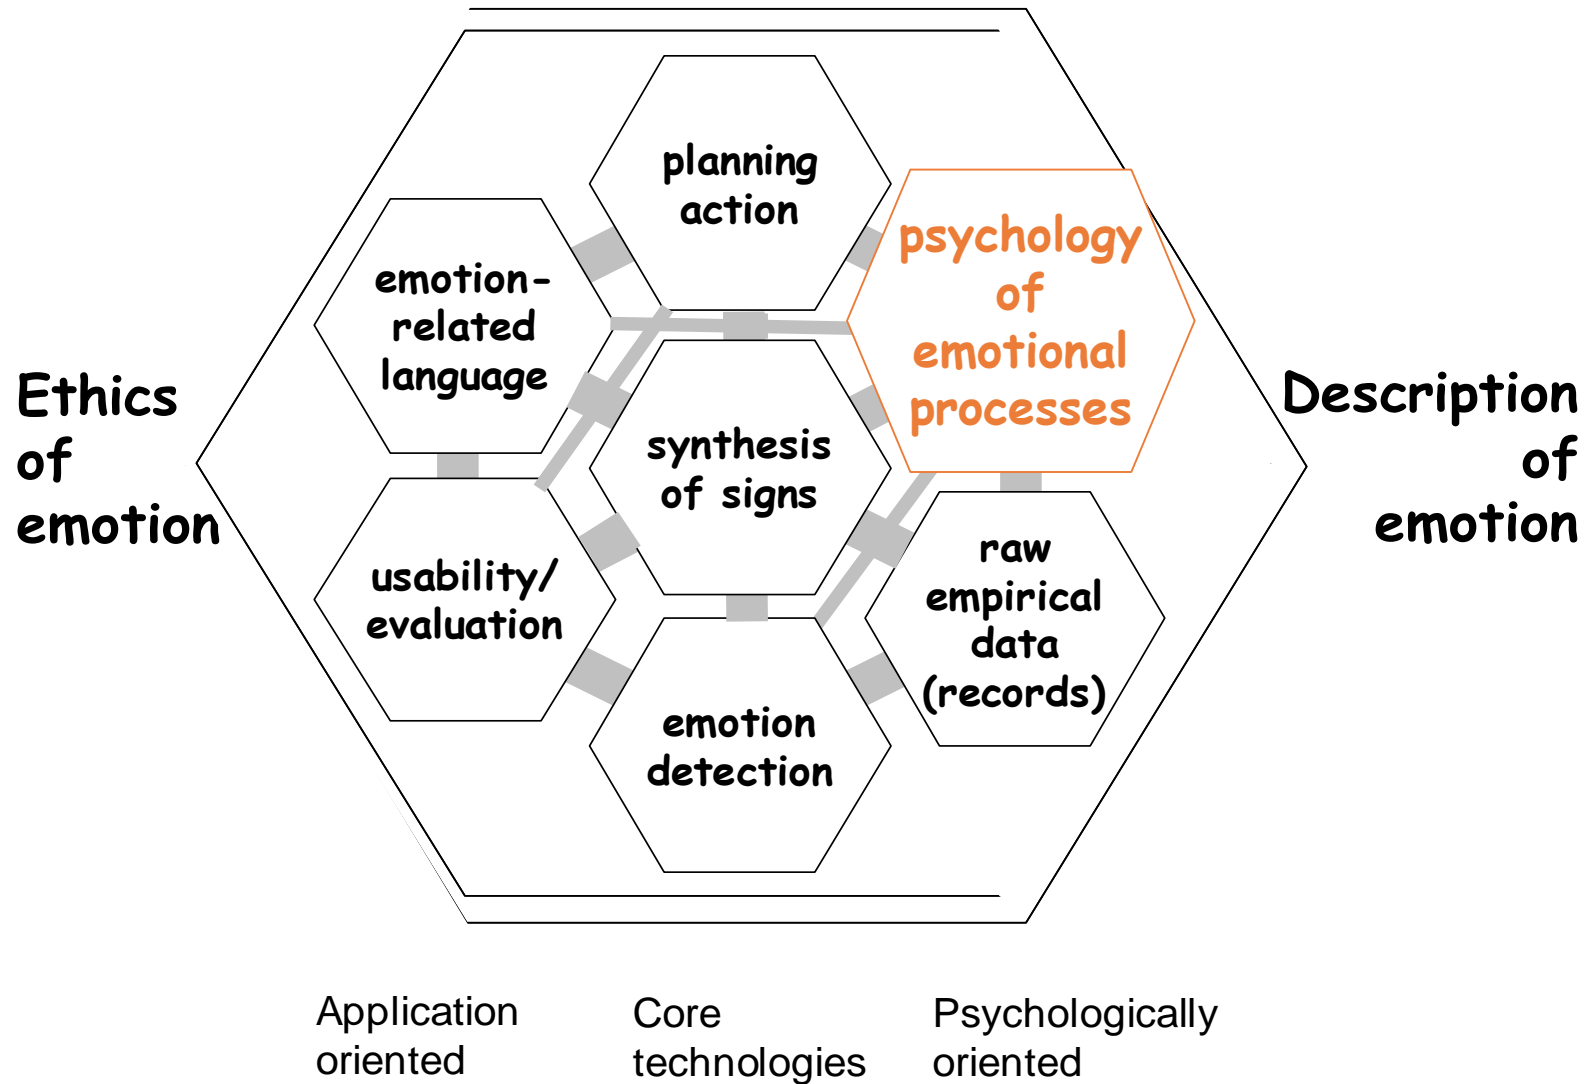 planning
action
psychology
of
emotional
processes
emotion-
related
language
Ethics
of
emotion
Description
of
emotion
synthesis
of signs
usability/
evaluation
raw
empirical
data
(records)
emotion
detection
Application
oriented
Core
technologies
Psychologically
oriented